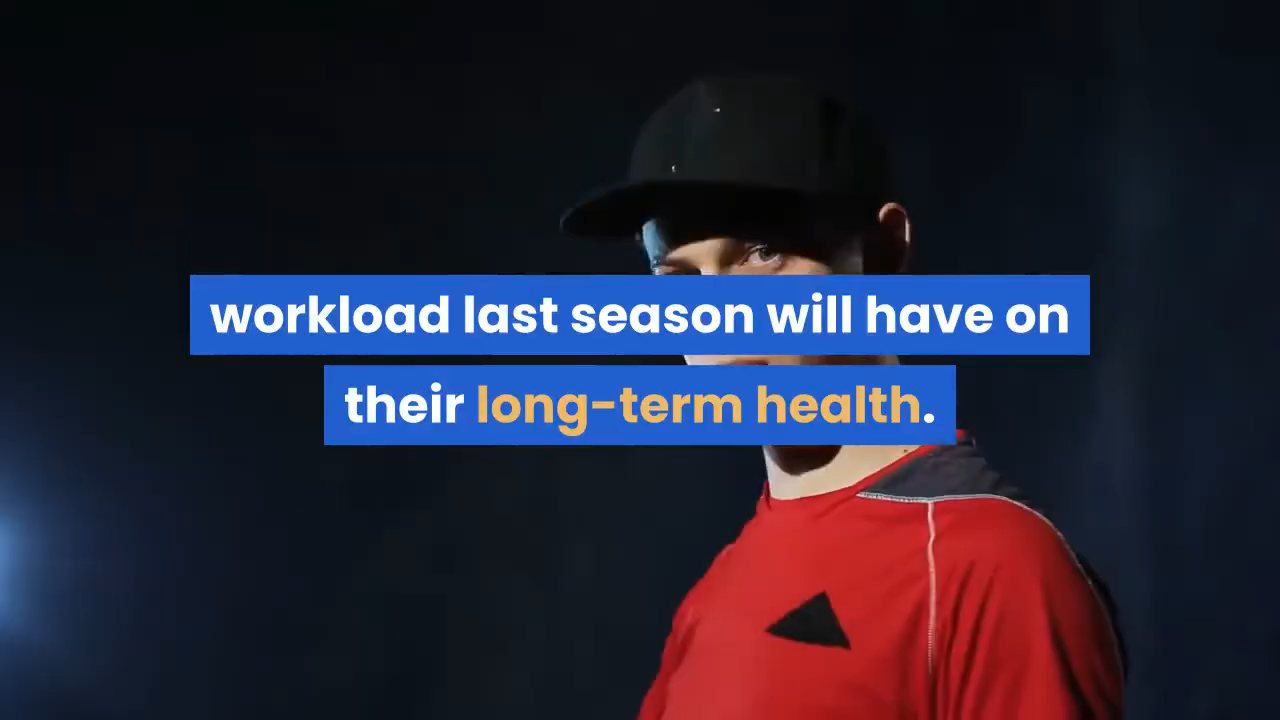 workload last season will have on
their long-term health.